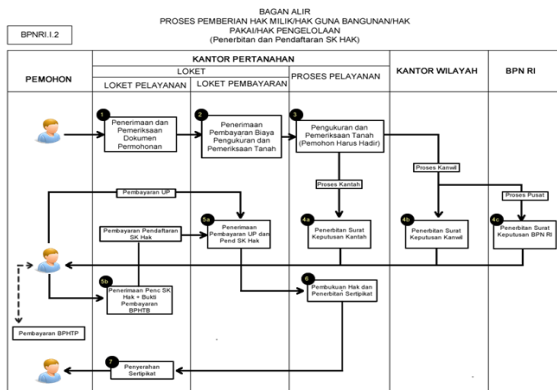 BAGAN ALIR
PROSES PEMBERIAN HAK MILIK/HAK GUNA BANGUNAN/HAK
PAKAI/HAK PENGELOLAAN
(Penerbitan dan Pendaftaran SK HAK)
BPNRI.I.2
PEMOHON
KANTOR PERTANAHAN
LOKET
LOKET PELAYANAN
LOKET PEMBAYARAN
PROSES PELAYANAN
KANTOR WILAYAH
BPN RI
1
Penerimaan dan
Pemeriksaan
Dokumen
Permohonan
2
Penerimaan
Pembayaran Biaya
Pengukuran dan
Pemeriksaan Tanah
3
Pengukuran dan
Pemeriksaan Tanah
(Pemohon Harus Hadir)
Proses Kanwil
Proses Kantah
Proses Pusat
Pembayaran UP
Pembayaran Pendaftaran
SK Hak
5a
Penerimaan
Pembayaran UP dan
Pend SK Hak
4a
Penerbitan Surat
Keputusan Kantah
4b
Penerbitan Surat
Keputusan Kanwil
4c
Penerbitan Surat
Keputusan BPN RI
5b
Penerimaan Penc SK
Hak + Bukti
Pembayaran
BPHTB
6
Pembukuan Hak dan
Penerbitan Sertipikat
Pembayaran BPHTP
7
Penyerahan
Sertipikat